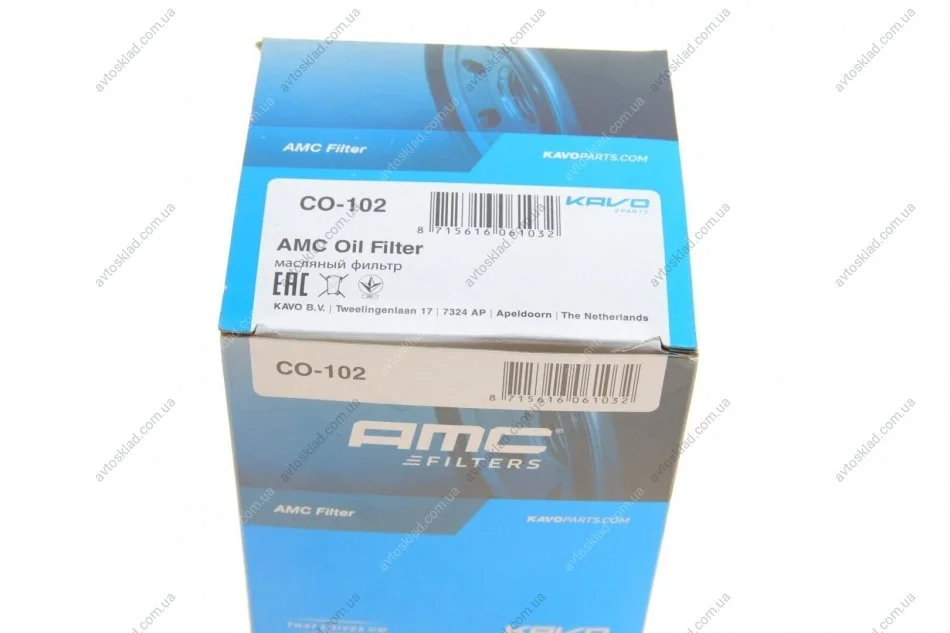 AMC Filter
KAVOPARTS.COM
CO-102
8 715616 061032
KAVO
PARTS
AMC Oil Filter
масляный фильтр
EAC
KAVO B.V. | Tweelingenlaan 17 | 7324 AP | Apeldoorn | The Netherlands
CO-102
8 715616 061032
AMC
FILTERS
AMC Filter
KAVOPARTS.COM
KAVO
avtosklad.com.ua